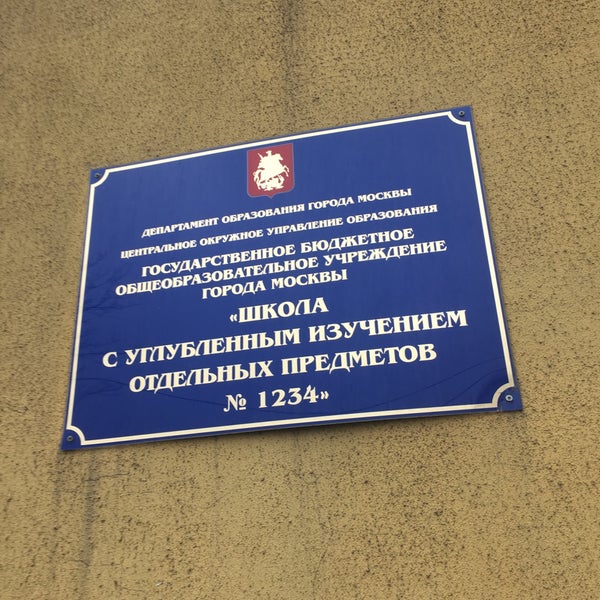 ДЕПАРТАМЕНТ ОБРАЗОВАНИЯ ГОРОДА МОСКВЫ
ЦЕНТРАЛЬНОЕ ОКРУЖНОЕ УПРАВЛЕНИЕ ОБРАЗОВАНИЯ
ГОСУДАРСТВЕННОЕ БЮДЖЕТНОЕ
ОБЩЕОБРАЗОВАТЕЛЬНОЕ УЧРЕЖДЕНИЕ
ГОРОДА МОСКВЫ
«ШКОЛА
С УГЛУБЛЕННЫМ ИЗУЧЕНИЕМ
ОТДЕЛЬНЫХ ПРЕДМЕТОВ
№ 1234»